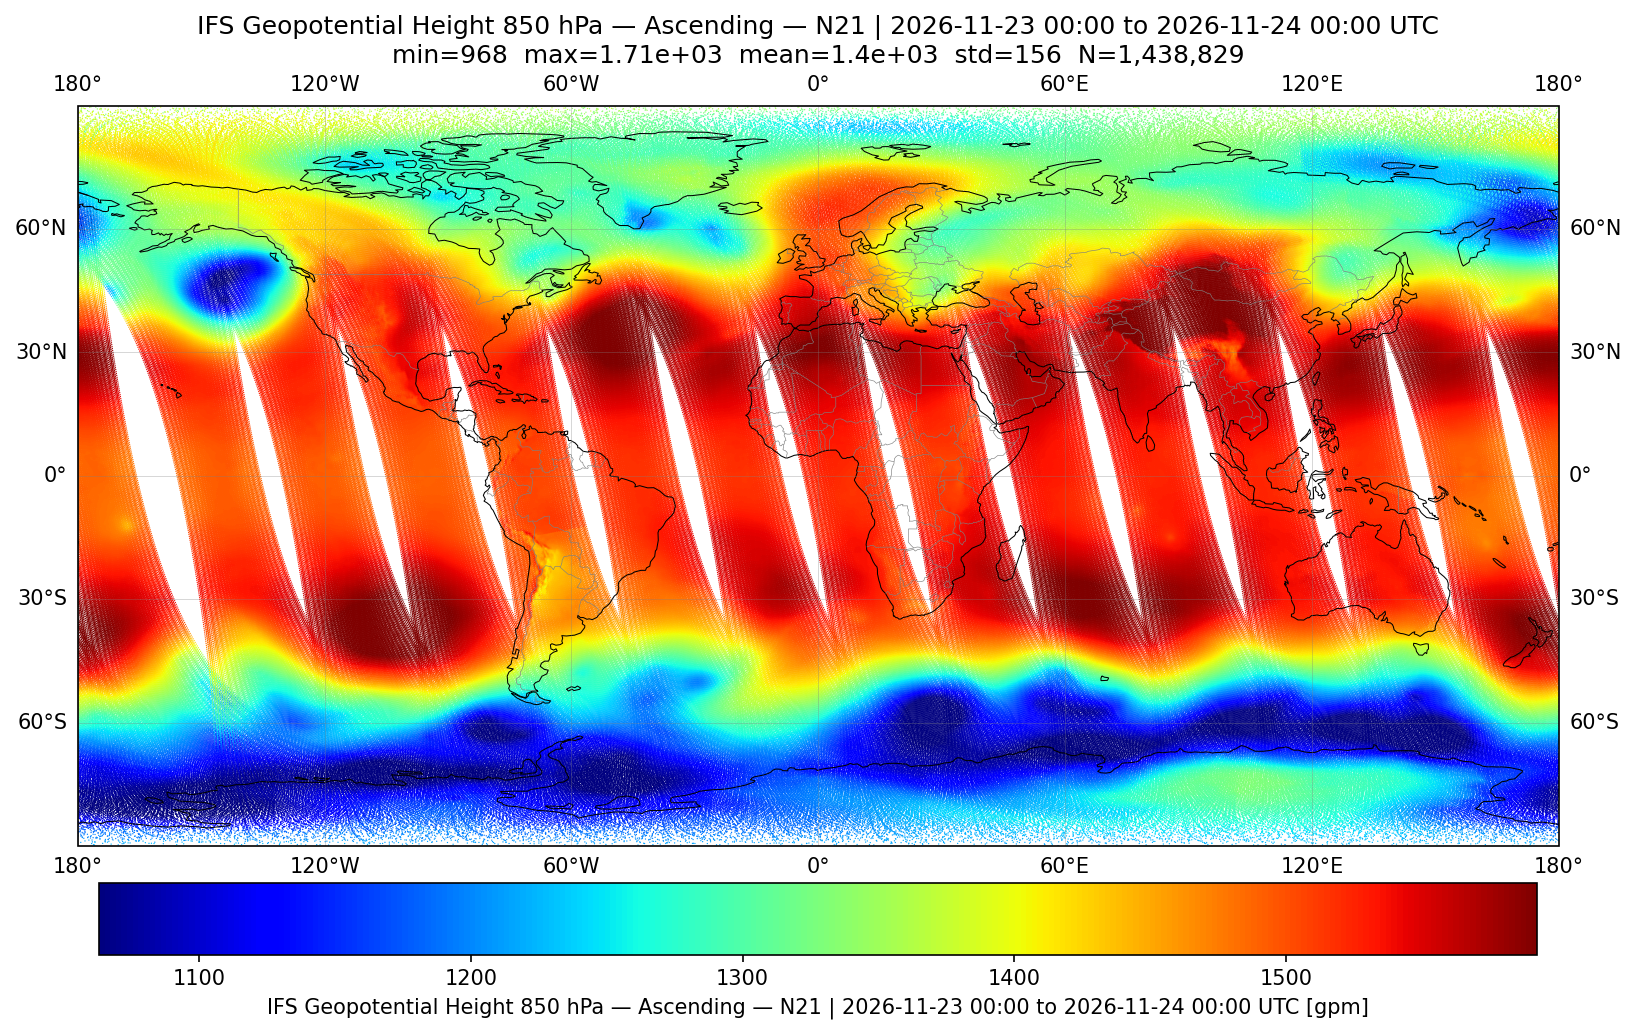 IFS Geopotential Height 850 hPa — Ascending — N21 | 2026-11-23 00:00 to 2026-11-24 00:00 UTC
min=968 max=1.71e+03 mean=1.4e+03 std=156 N=1,438,829
180° 120°W 60°W 0° 60°E 120°E 180°
60°N 60°N
30°N 30°N
0° 0°
30°S 30°S
60°S 60°S
180° 120°W 60°W 0° 60°E 120°E 180°
1100 1200 1300 1400 1500
IFS Geopotential Height 850 hPa — Ascending — N21 | 2026-11-23 00:00 to 2026-11-24 00:00 UTC [gpm]